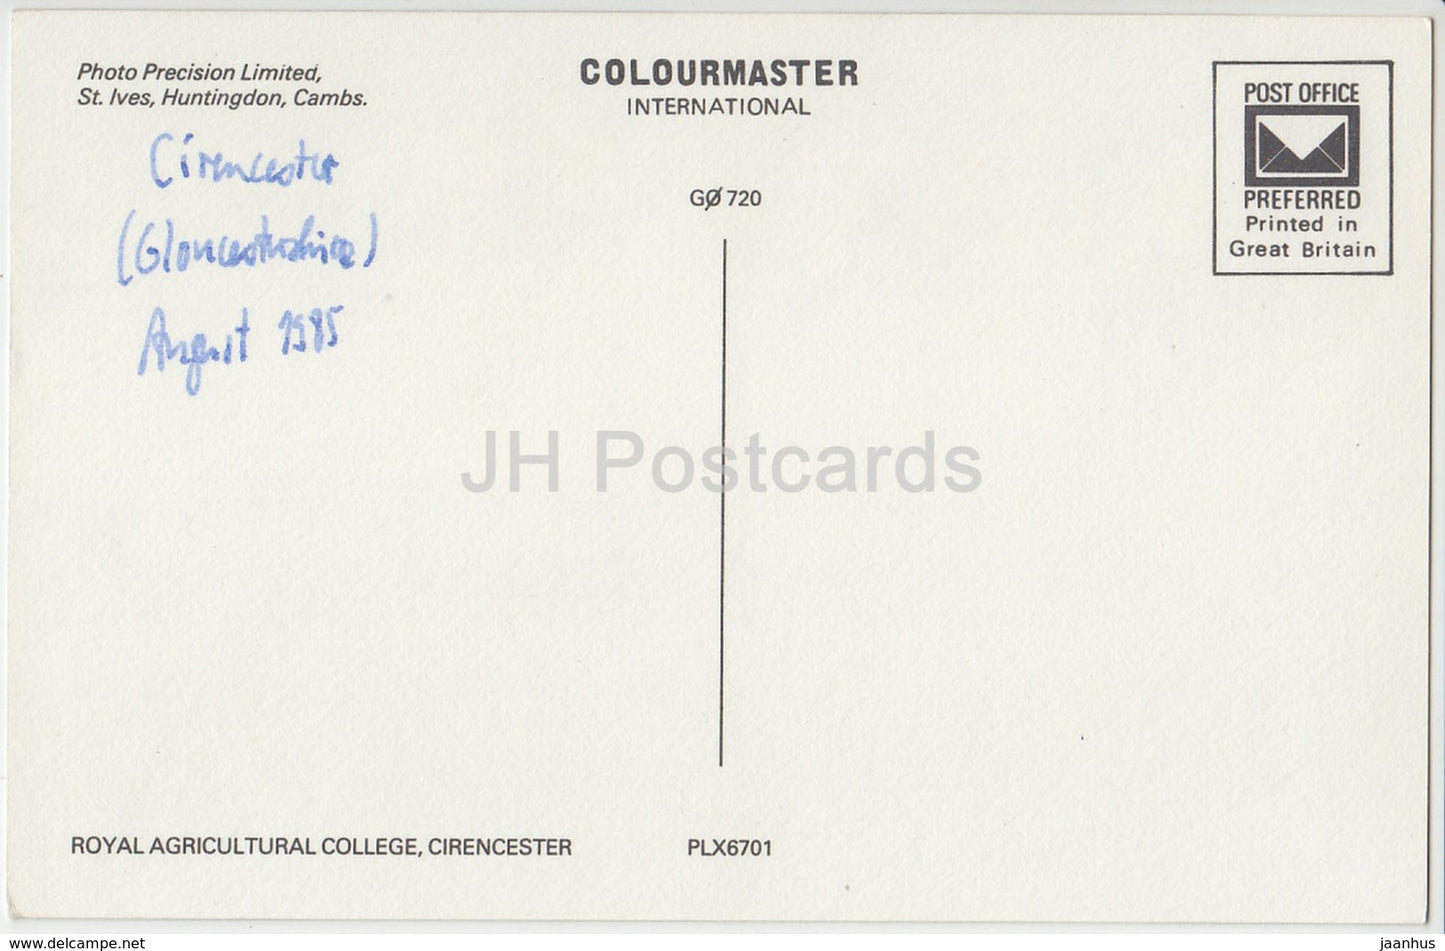 Photo Precision Limited,
St. Ives, Huntingdon, Cambs.
COLOURMASTER
INTERNATIONAL
GØ 720
POST OFFICE
PREFERRED
Printed in
Great Britain
Cirencester
(Gloucestershire)
August 1985
JH Postcards
ROYAL AGRICULTURAL COLLEGE, CIRENCESTER
PLX6701
www.delcampe.net
jaanhus